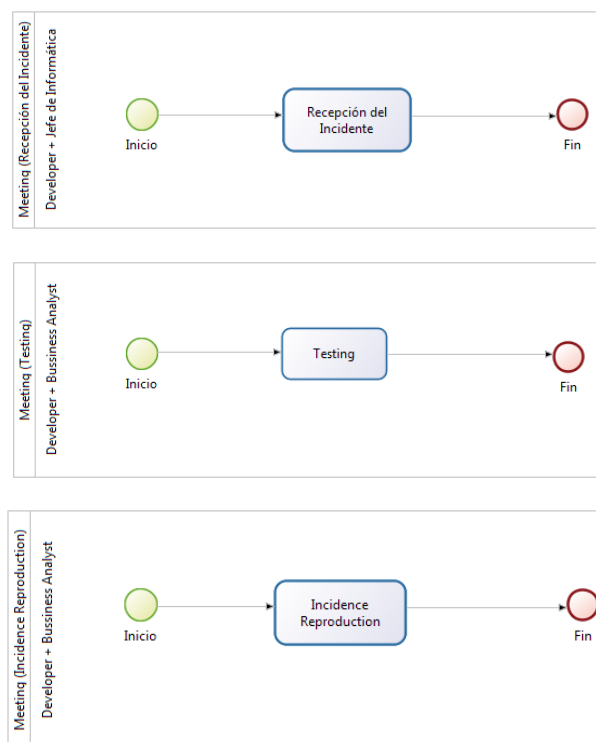 Meeting (Recepción del Incidente)
Developer + Jefe de Informática
Inicio
Recepción del
Incidente
Fin
Meeting (Testing)
Developer + Bussiness Analyst
Inicio
Testing
Fin
Meeting (Incidence Reproduction)
Developer + Bussiness Analyst
Inicio
Incidence
Reproduction
Fin